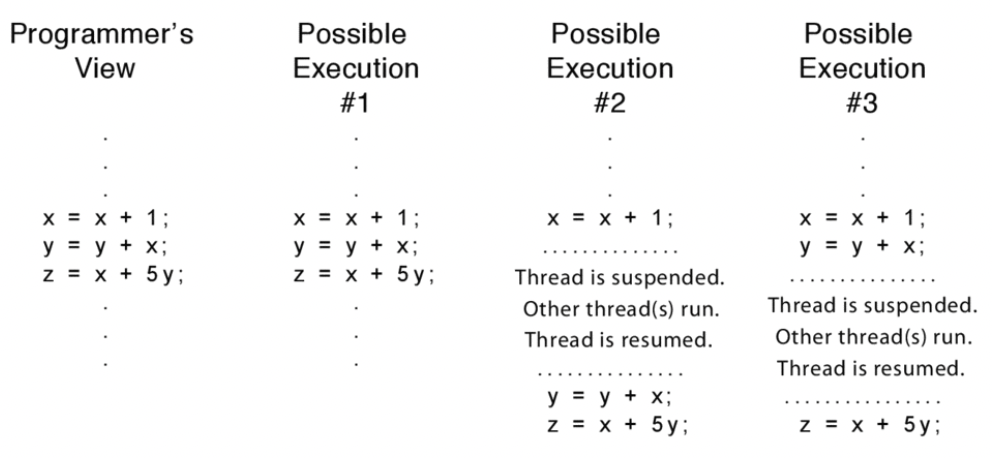 Programmer's
View
.
.
.
x = x + 1;
y = y + x;
z = x + 5y;
.
.
.
Possible
Execution
#1
.
.
.
x = x + 1;
y = y + x;
z = x + 5y;
.
.
.
Possible
Execution
#2
.
.
.
x = x + 1;
..............
Thread is suspended.
Other thread(s) run.
Thread is resumed.
...............
y = y + x;
z = x + 5y;
Possible
Execution
#3
.
.
.
x = x + 1;
y = y + x;
...............
Thread is suspended.
Other thread(s) run.
Thread is resumed.
................
z = x + 5y;